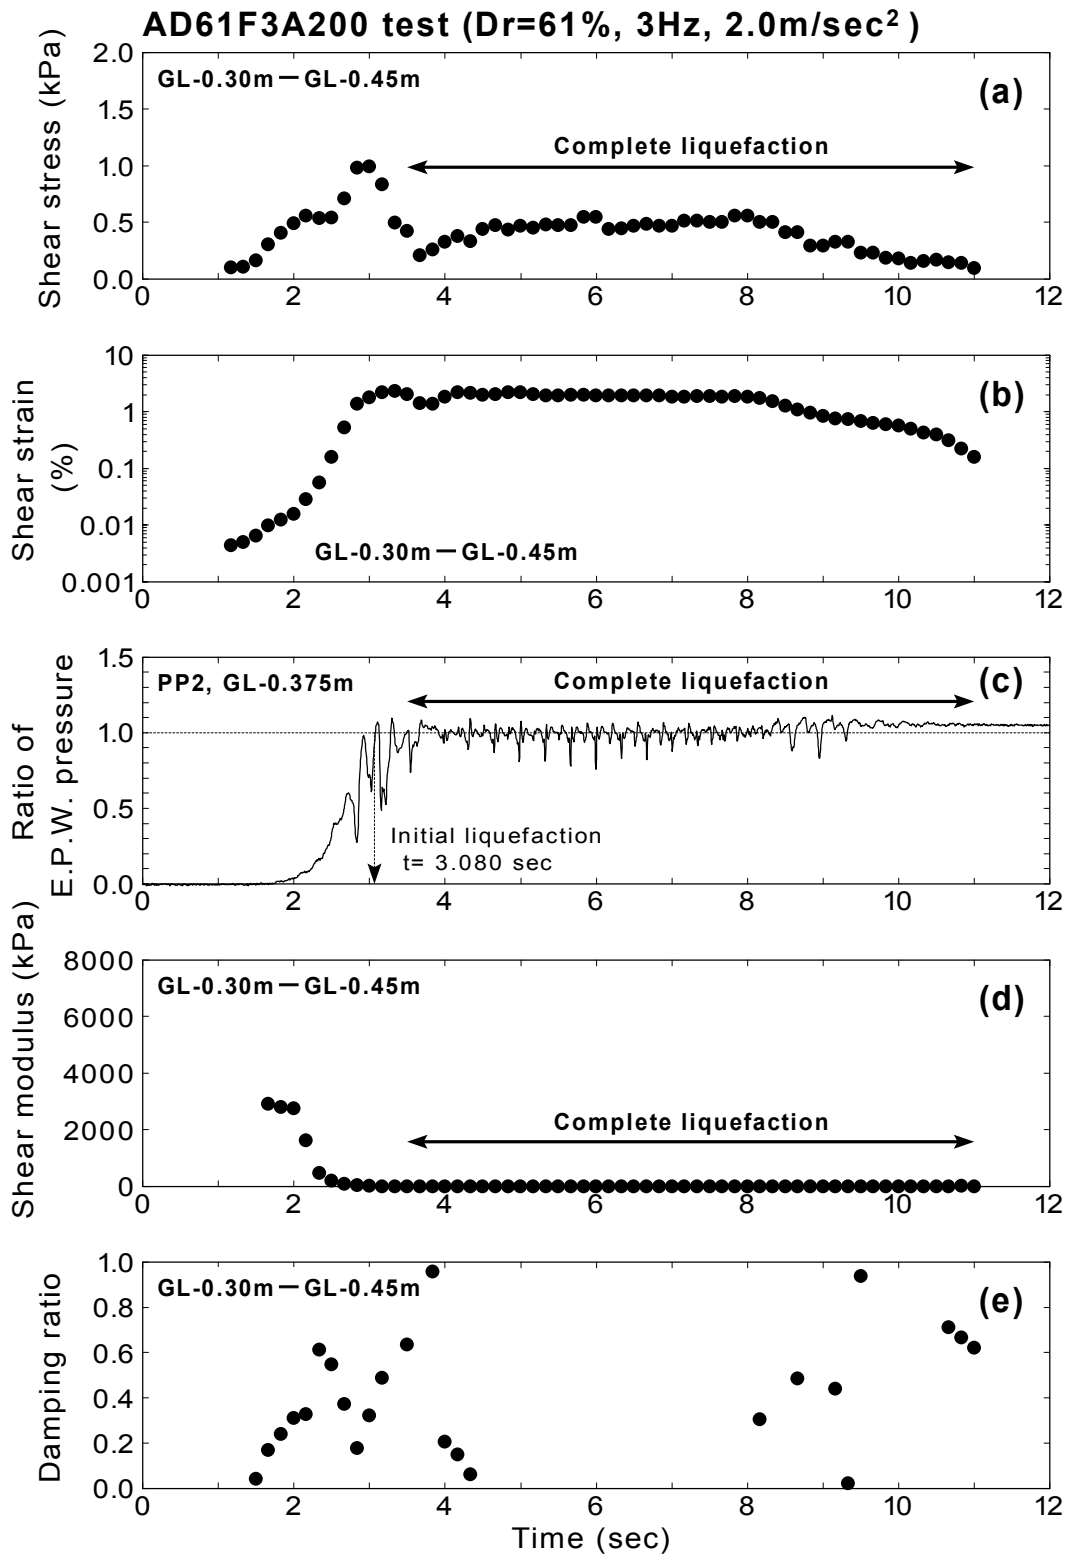 AD61F3A200 test (Dr=61%, 3Hz, 2.0m/sec² )
Shear stress (kPa)
2.0
1.5
1.0
0.5
0.0
GL-0.30m－GL-0.45m
(a)
Complete liquefaction
0 2 4 6 8 10 12
Shear strain
(%)
10
1
0.1
0.01
0.001
(b)
GL-0.30m－GL-0.45m
0 2 4 6 8 10 12
Ratio of
E.P.W. pressure
1.5
1.0
0.5
0.0
PP2, GL-0.375m
Complete liquefaction
(c)
Initial liquefaction
t= 3.080 sec
0 2 4 6 8 10 12
Shear modulus (kPa)
8000
6000
4000
2000
0
GL-0.30m－GL-0.45m
(d)
Complete liquefaction
0 2 4 6 8 10 12
Damping ratio
1.0
0.8
0.6
0.4
0.2
0.0
GL-0.30m－GL-0.45m
(e)
0 2 4 6 8 10 12
Time (sec)